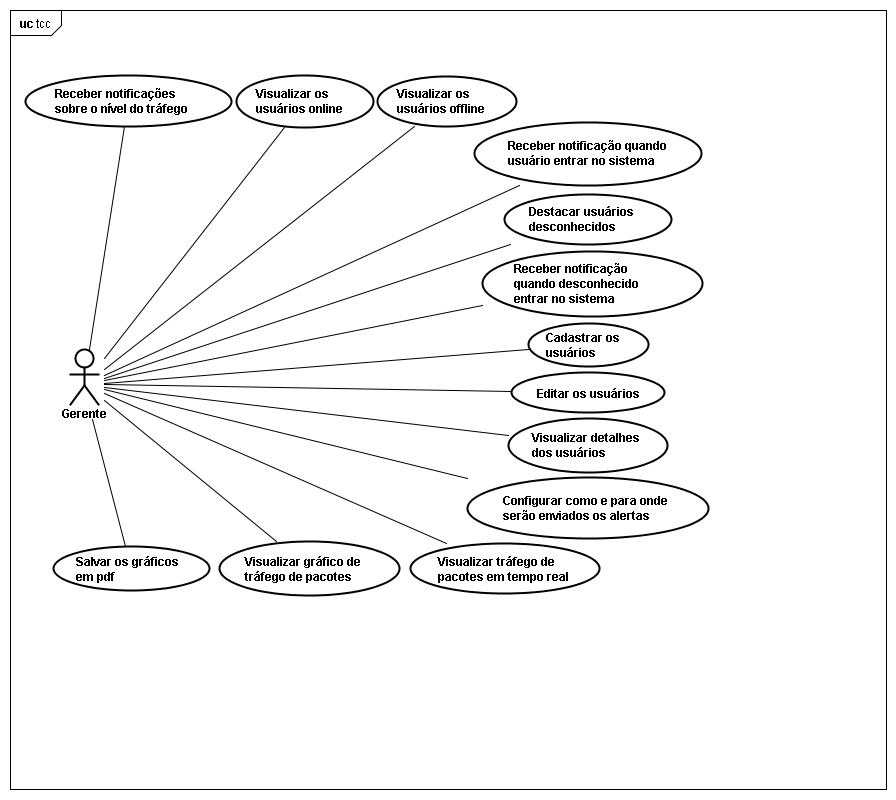 uc tcc
Receber notificações
sobre o nível do tráfego
Visualizar os
usuários online
Visualizar os
usuários offline
Receber notificação quando
usuário entrar no sistema
Destacar usuários
desconhecidos
Receber notificação
quando desconhecido
entrar no sistema
Cadastrar os
usuários
Editar os usuários
Gerente
Visualizar detalhes
dos usuários
Configurar como e para onde
serão enviados os alertas
Salvar os gráficos
em pdf
Visualizar gráfico de
tráfego de pacotes
Visualizar tráfego de
pacotes em tempo real